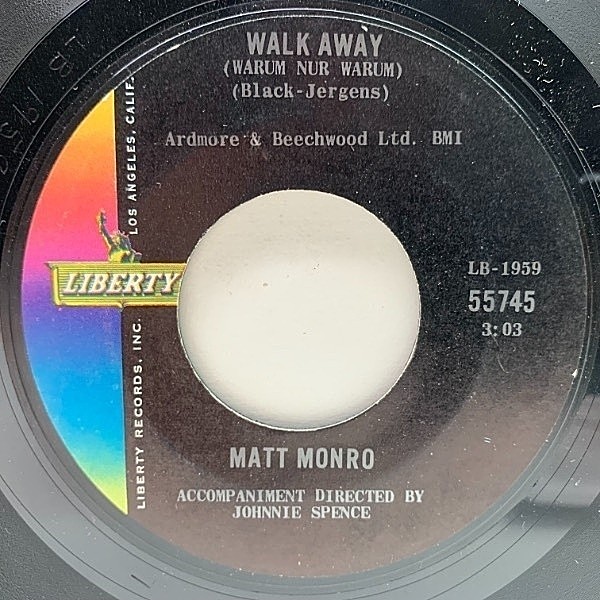 WALK AWAY
(WARUM NUR WARUM)
(Black-Jergens)
Ardmore & Beechwood Ltd. BMI
LOS ANGELES, CALIF.
LIBERTY
LIBERTY RECORDS, INC.
LB-1959
55745
3:03
MATT MONRO
ACCOMPANIMENT DIRECTED BY
JOHNNIE SPENCE